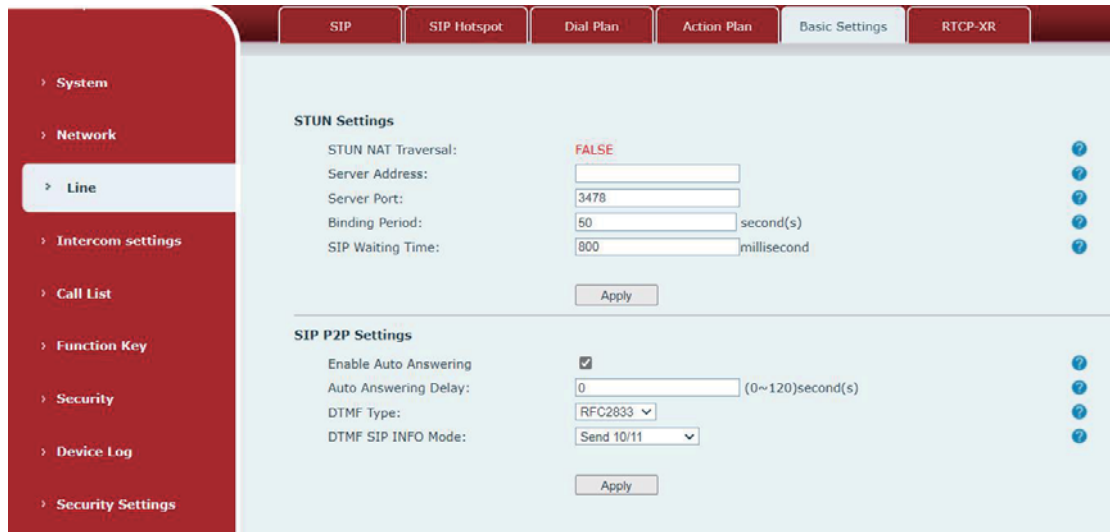 SIP
SIP Hotspot
Dial Plan
Action Plan
Basic Settings
RTCP-XR
› System
› Network
› Line
› Intercom settings
› Call List
› Function Key
› Security
› Device Log
› Security Settings
STUN Settings
STUN NAT Traversal: FALSE ?
Server Address: ?
Server Port: 3478 ?
Binding Period: 50 second(s) ?
SIP Waiting Time: 800 millisecond ?
Apply
SIP P2P Settings
Enable Auto Answering ?
Auto Answering Delay: 0 (0~120)second(s) ?
DTMF Type: RFC2833 ?
DTMF SIP INFO Mode: Send 10/11 ?
Apply